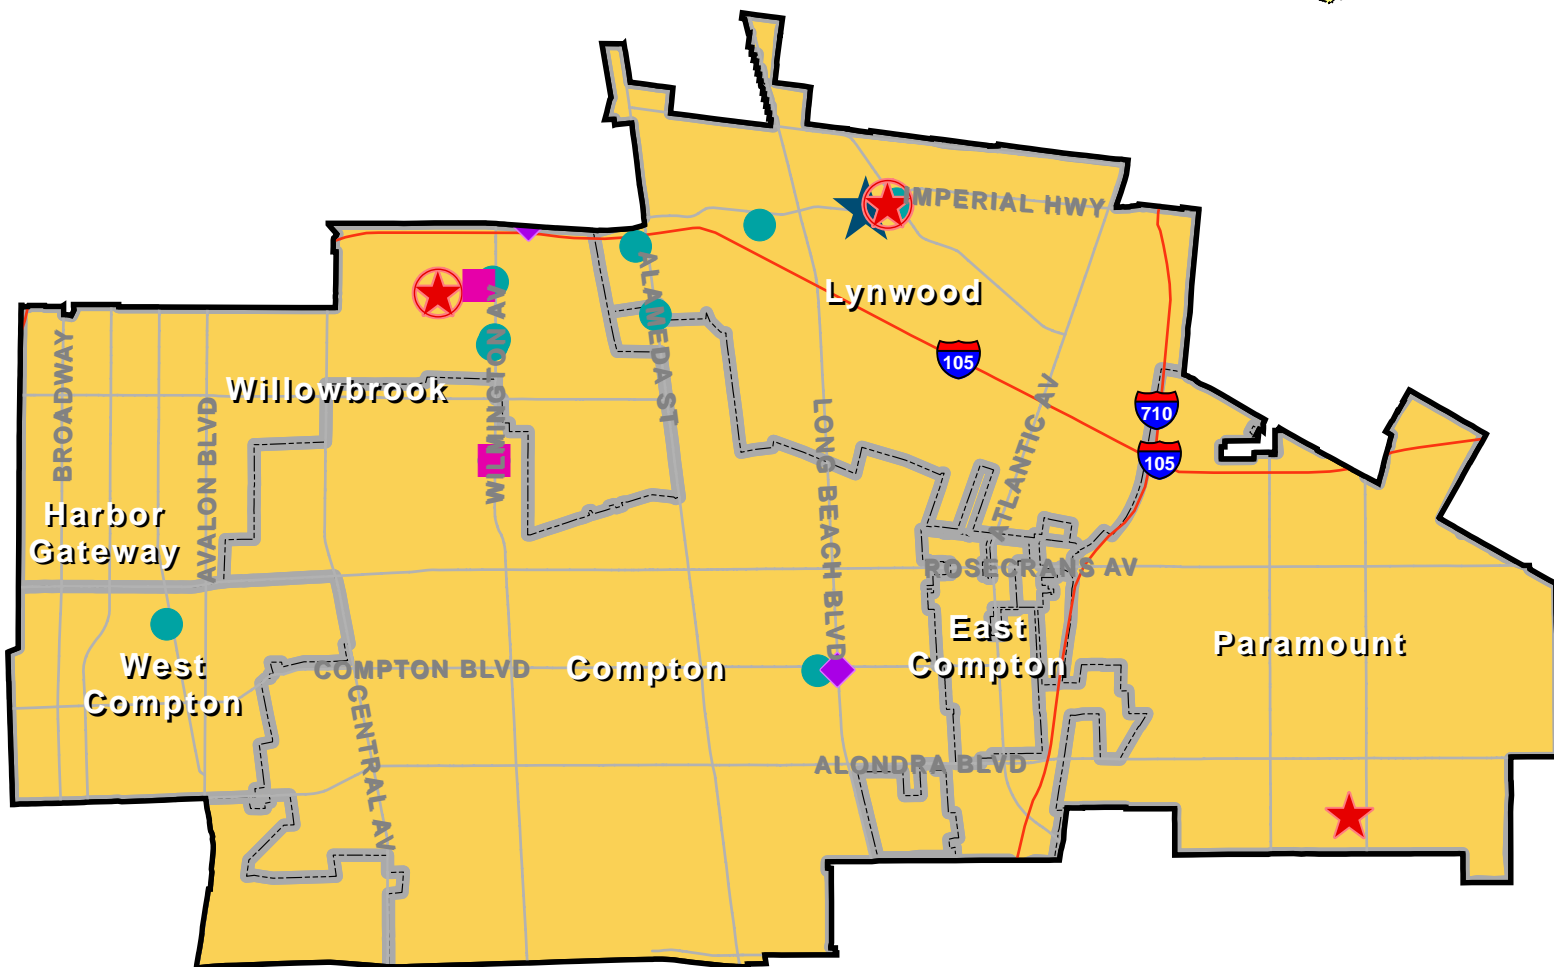 IMPERIAL HWY
ALAMEDA ST
Lynwood
WILMINGTON AV
BROADWAY
105
Willowbrook
AVALON BLVD
LONG BEACH BLVD
ATLANTIC AV
710
105
Harbor
Gateway
ROSECRANS AV
East
Compton
Paramount
West
Compton
COMPTON BLVD
Compton
CENTRAL AV
ALONDRA BLVD